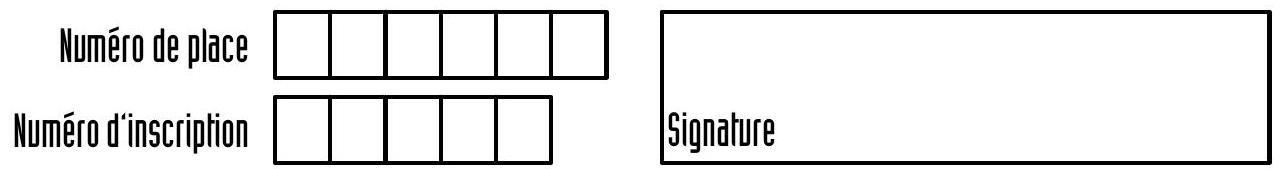 Numéro de place
Numéro d'inscription
Signature